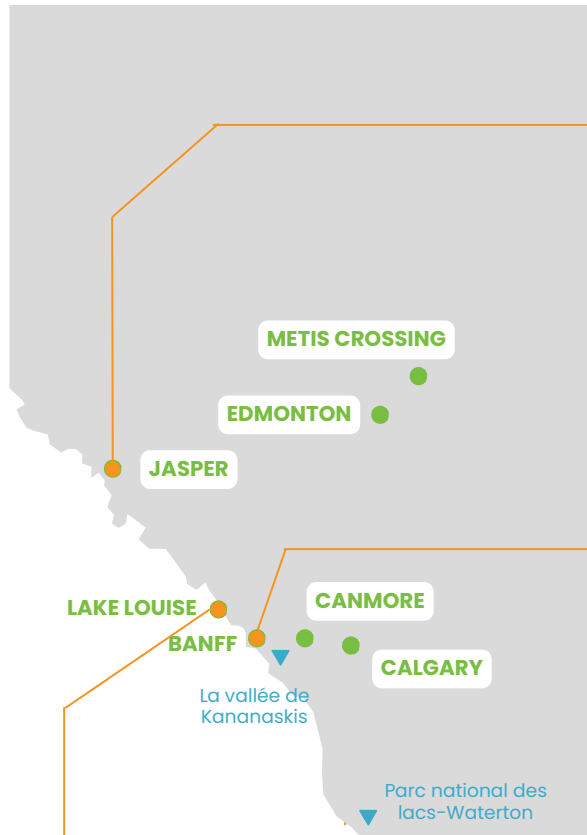 METIS CROSSING
EDMONTON
JASPER
LAKE LOUISE
CANMORE
BANFF
CALGARY
La vallée de
Kananaskis
Parc national des
lacs-Waterton